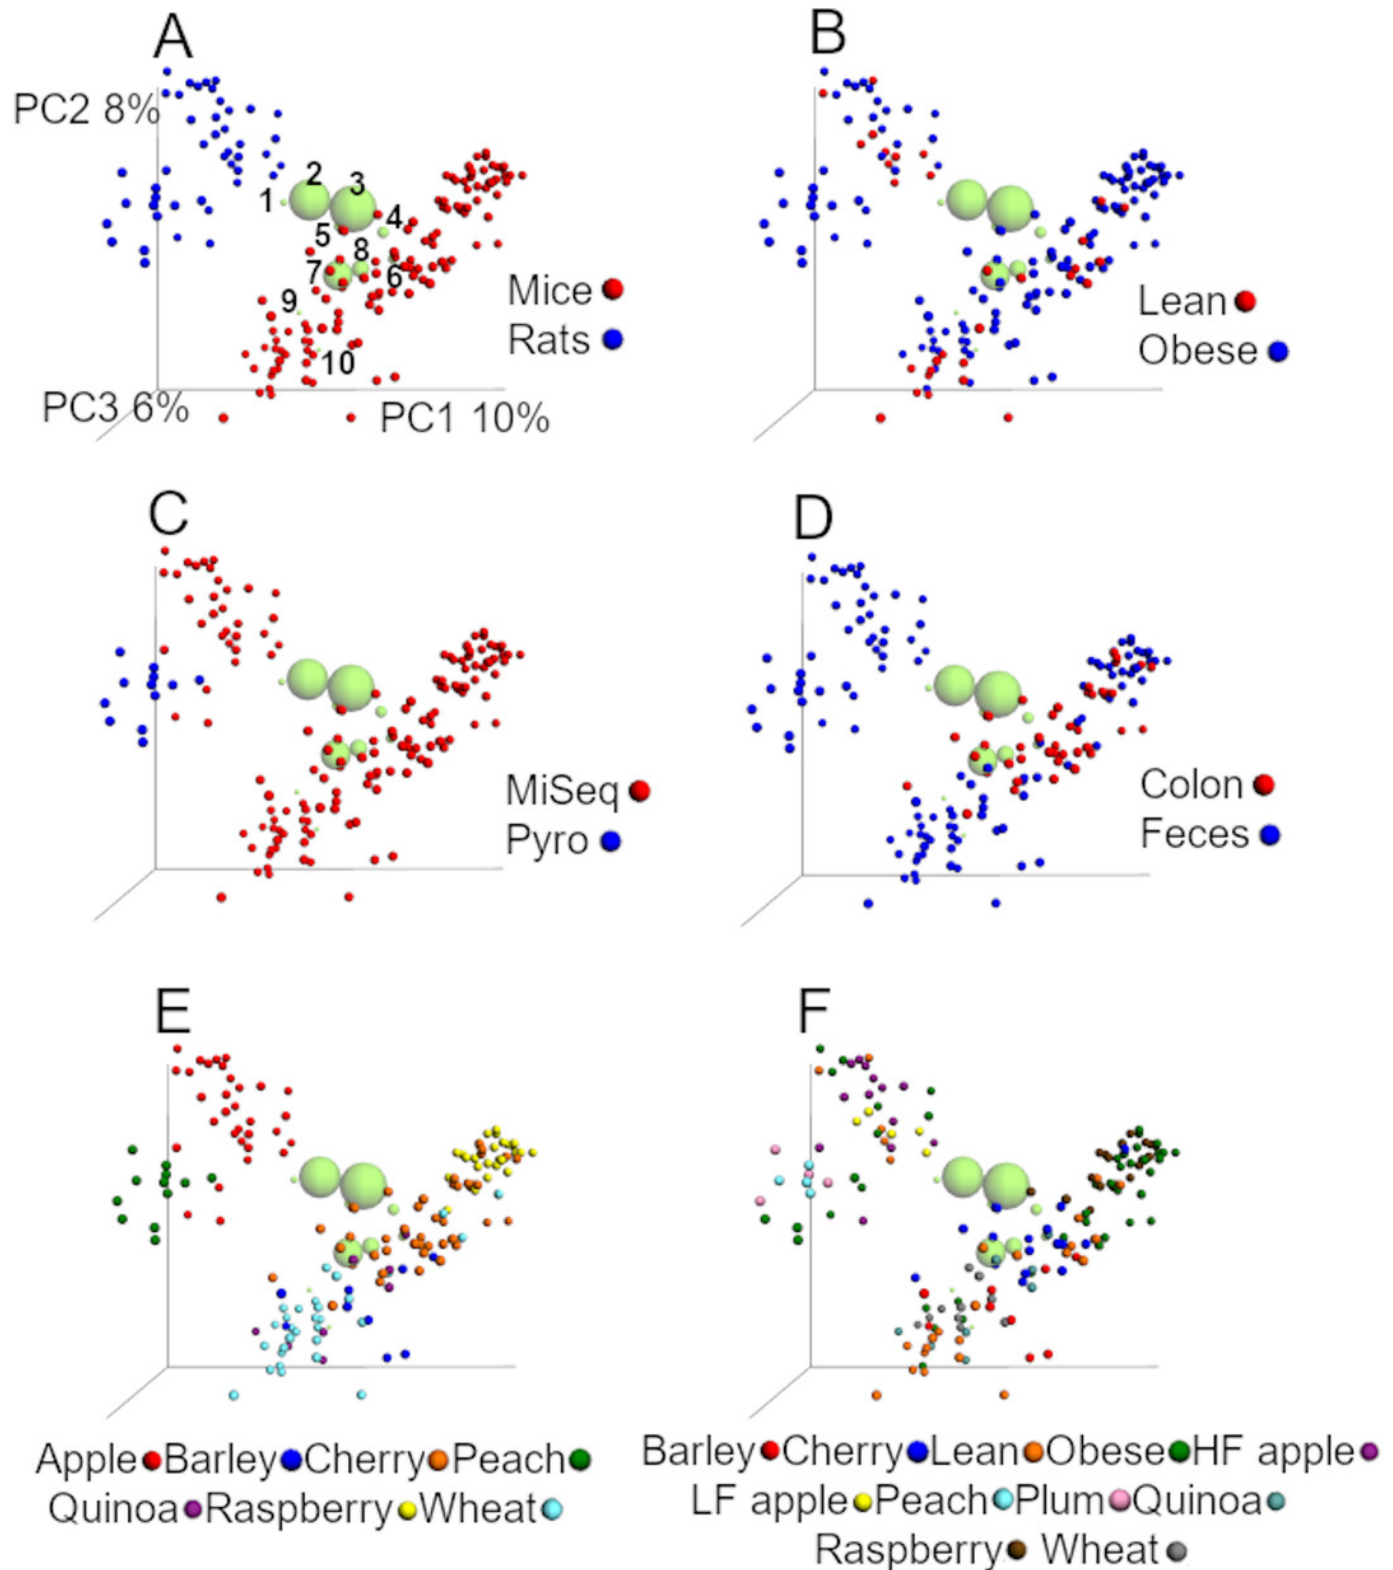 A
PC2 8%
1
2
3
4
5
8
7
6
9
10
Mice
Rats
PC3 6%
PC1 10%
B
Lean
Obese
C
MiSeq
Pyro
D
Colon
Feces
E
Apple Barley Cherry Peach
Quinoa Raspberry Wheat
F
Barley Cherry Lean Obese HF apple
LF apple Peach Plum Quinoa
Raspberry Wheat